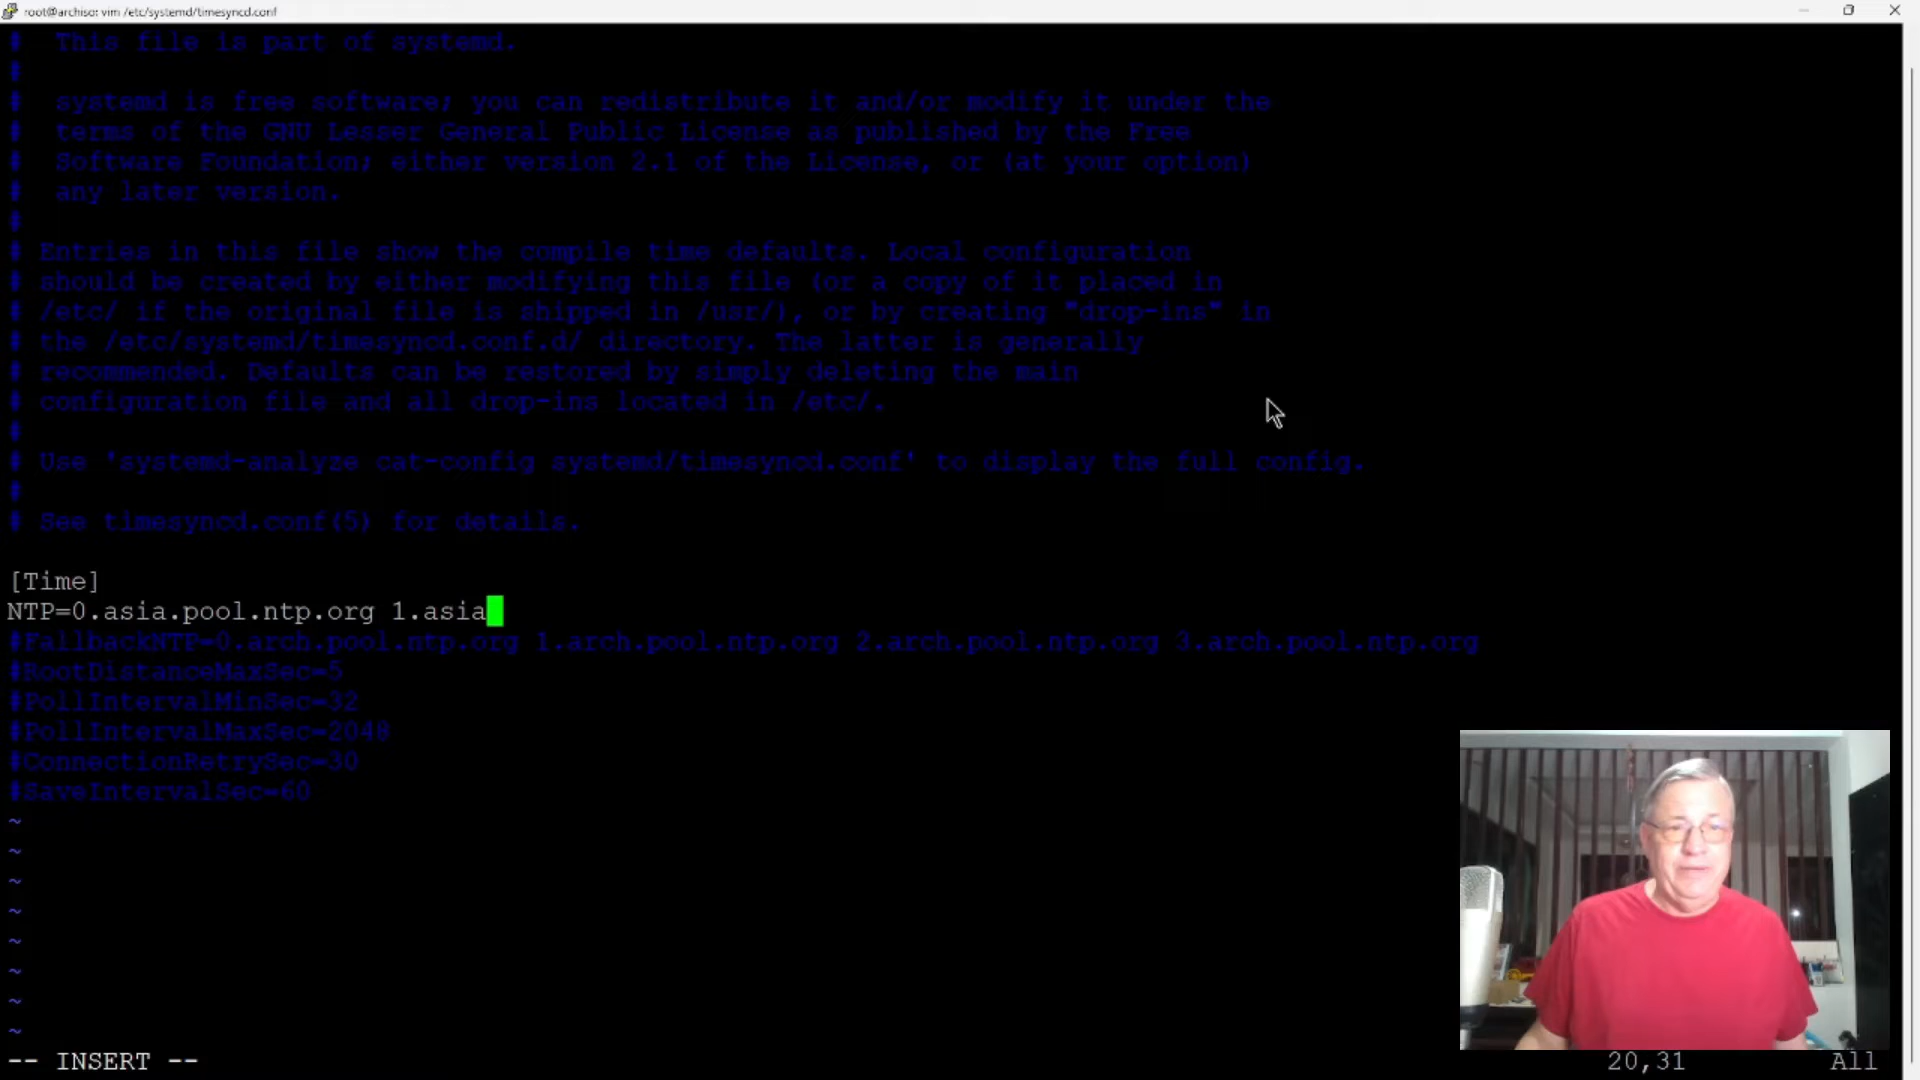 root@archiso: vim /etc/systemd/timesyncd.conf
#  This file is part of systemd.
#
#  systemd is free software; you can redistribute it and/or modify it under the
#  terms of the GNU Lesser General Public License as published by the Free
#  Software Foundation; either version 2.1 of the License, or (at your option)
#  any later version.
#
# Entries in this file show the compile time defaults. Local configuration
# should be created by either modifying this file (or a copy of it placed in
# /etc/ if the original file is shipped in /usr/), or by creating "drop-ins" in
# the /etc/systemd/timesyncd.conf.d/ directory. The latter is generally
# recommended. Defaults can be restored by simply deleting the main
# configuration file and all drop-ins located in /etc/.
#
# Use 'systemd-analyze cat-config systemd/timesyncd.conf' to display the full config.
#
# See timesyncd.conf(5) for details.
[Time]
NTP=0.asia.pool.ntp.org 1.asia
#FallbackNTP=0.arch.pool.ntp.org 1.arch.pool.ntp.org 2.arch.pool.ntp.org 3.arch.pool.ntp.org
#RootDistanceMaxSec=5
#PollIntervalMinSec=32
#PollIntervalMaxSec=2048
#ConnectionRetrySec=30
#SaveIntervalSec=60
~
~
~
~
~
~
~
~
-- INSERT -- 20,31 All